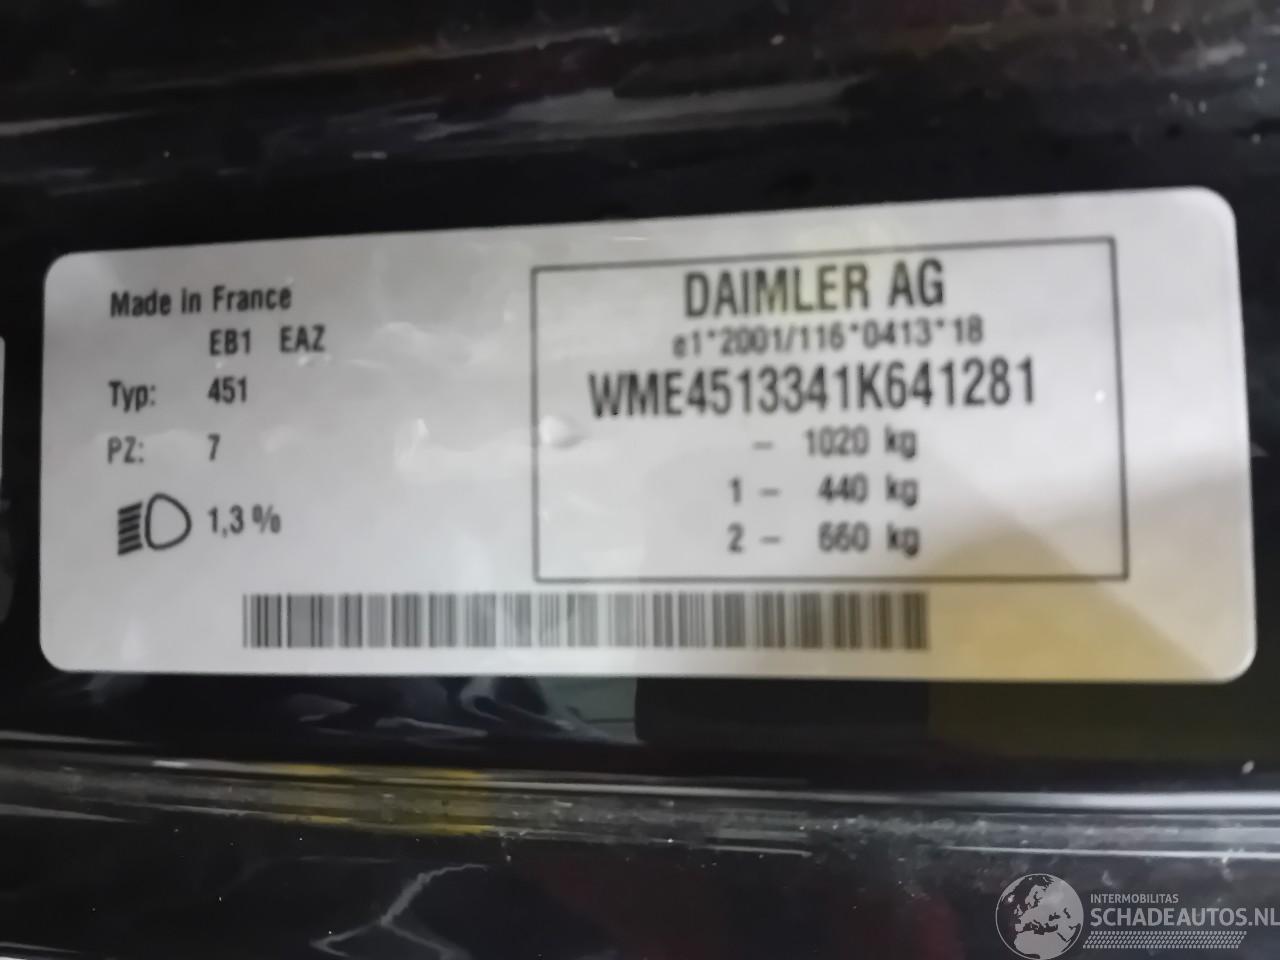 Made in France
EB1 EAZ
Typ: 451
PZ: 7
1,3%
DAIMLER AG
e1*2001/116*0413*18
WME4513341K641281
- 1020 kg
1 - 440 kg
2 - 660 kg
INTERMOBILITAS
SCHADEAUTOS.NL